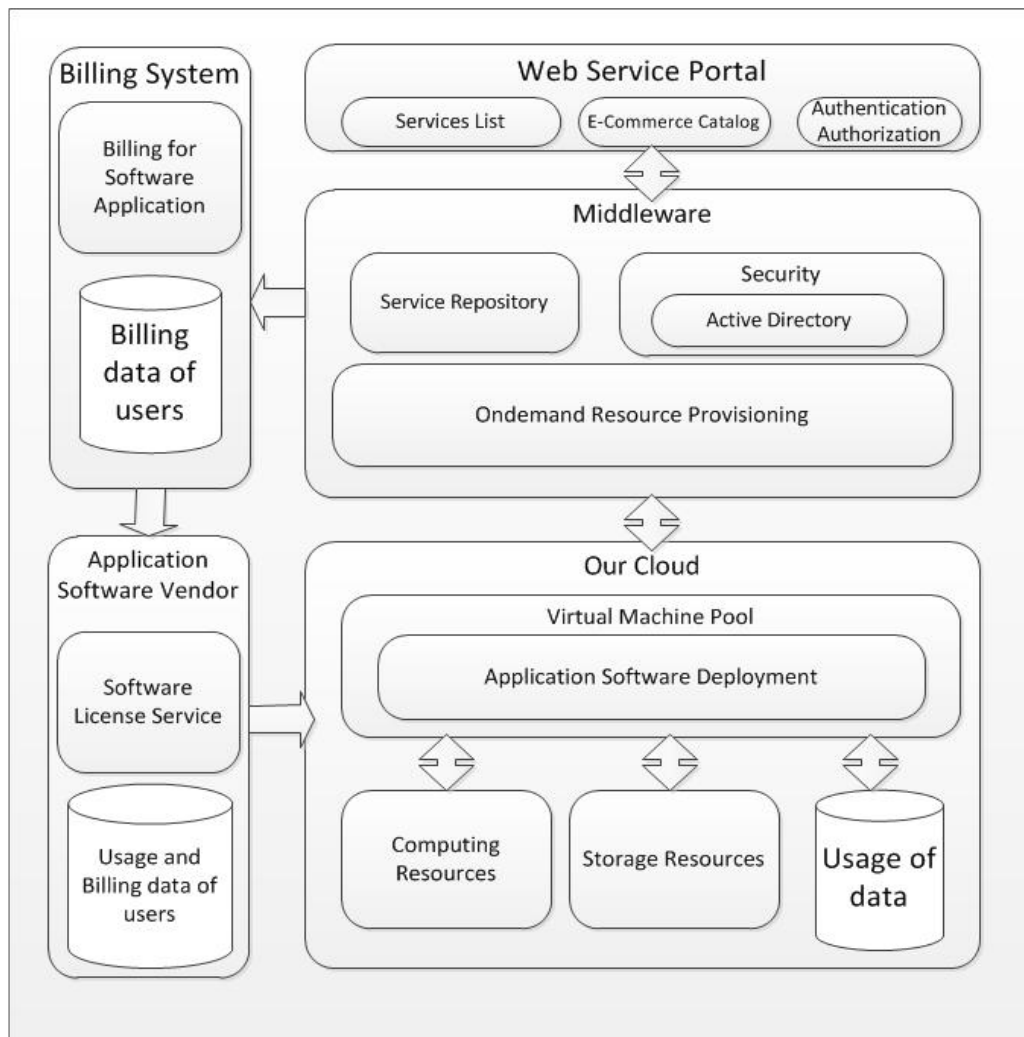 Billing System
Billing for
Software
Application
Billing
data of
users
Web Service Portal
Services List
E-Commerce Catalog
Authentication
Authorization
Middleware
Service Repository
Security
Active Directory
Ondemand Resource Provisioning
Application
Software Vendor
Software
License Service
Usage and
Billing data of
users
Our Cloud
Virtual Machine Pool
Application Software Deployment
Computing
Resources
Storage Resources
Usage of
data